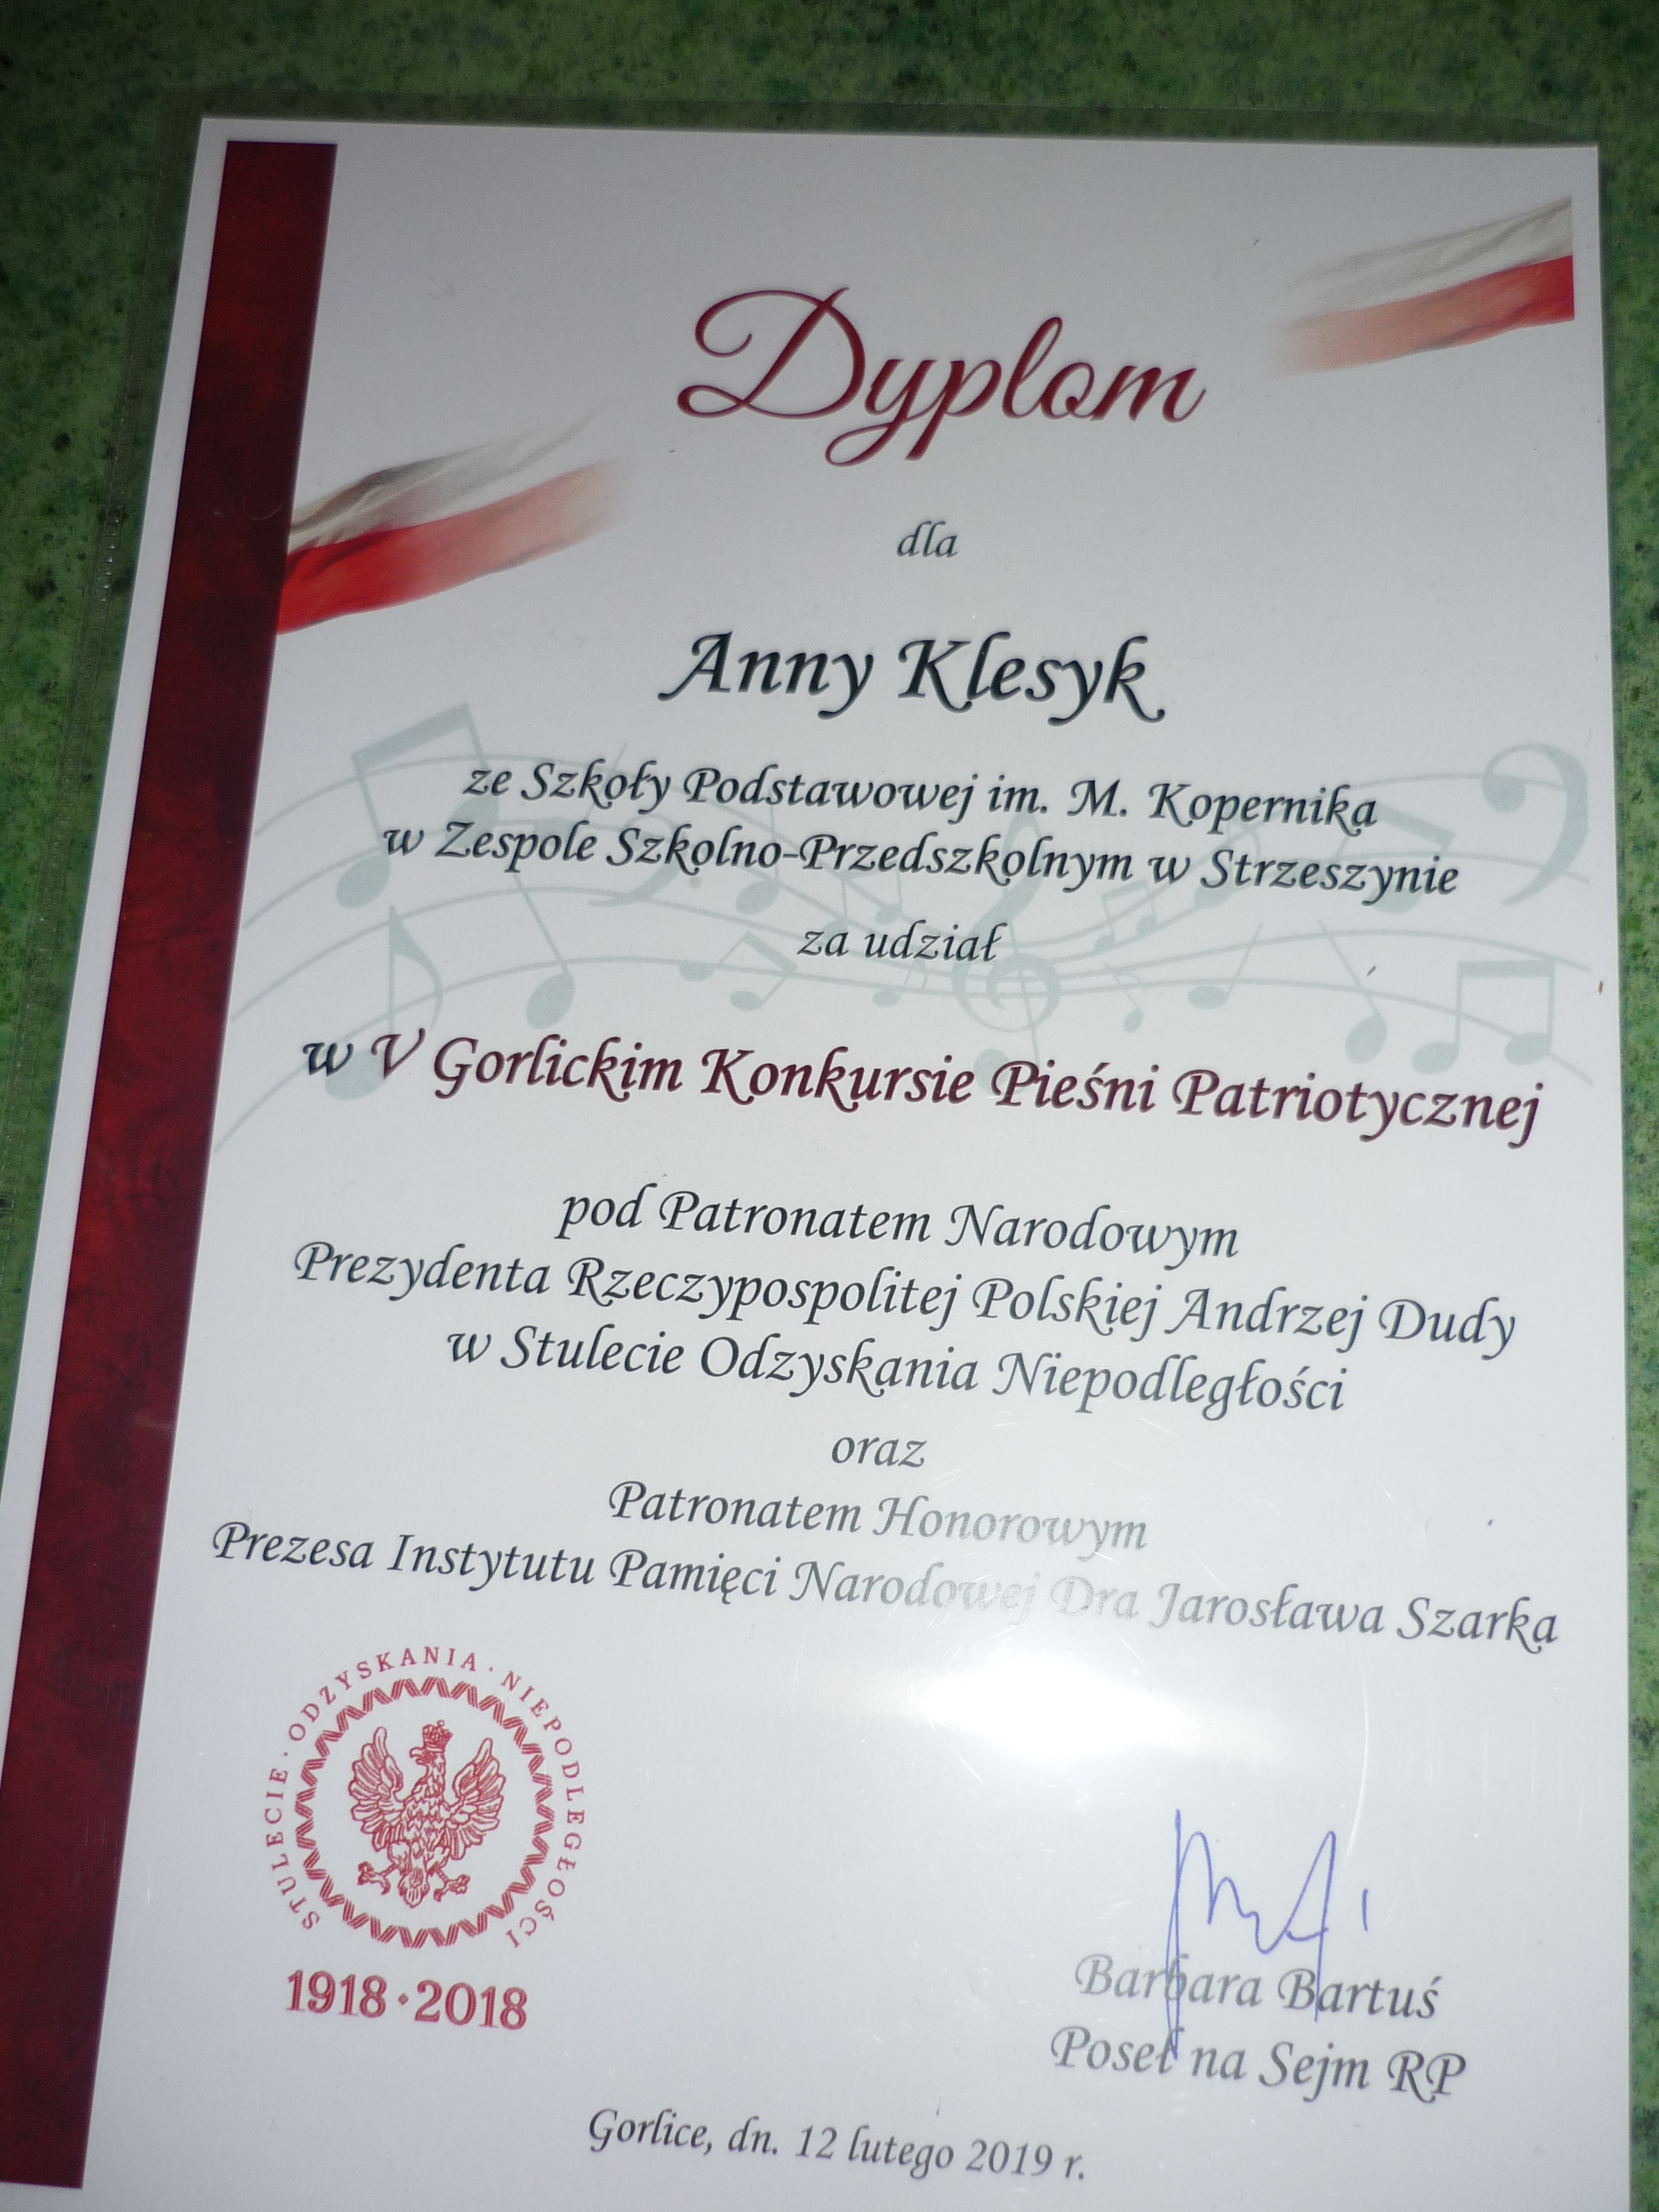 Dyplom
dla
Anny Klesyk
ze Szkoły Podstawowej im. M. Kopernika
w Zespole Szkolno-Przedszkolnym w Strzeszynie
za udział
w V Gorlickim Konkursie Pieśni Patriotycznej
pod Patronatem Narodowym
Prezydenta Rzeczypospolitej Polskiej Andrzej Dudy
w Stulecie Odzyskania Niepodległości
oraz
Patronatem Honorowym
Prezesa Instytutu Pamięci Narodowej Dra Jarosława Szarka
STULECIE · ODZYSKANIA · NIEPODLEGŁOŚCI
1918 · 2018
Barbara Bartuś
Poseł na Sejm RP
Gorlice, dn. 12 lutego 2019 r.